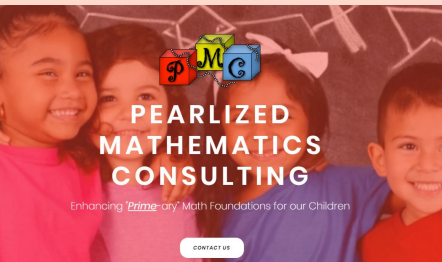 P M C
PEARLIZED
MATHEMATICS
CONSULTING
Enhancing "Prime-ary" Math Foundations for our Children
CONTACT US